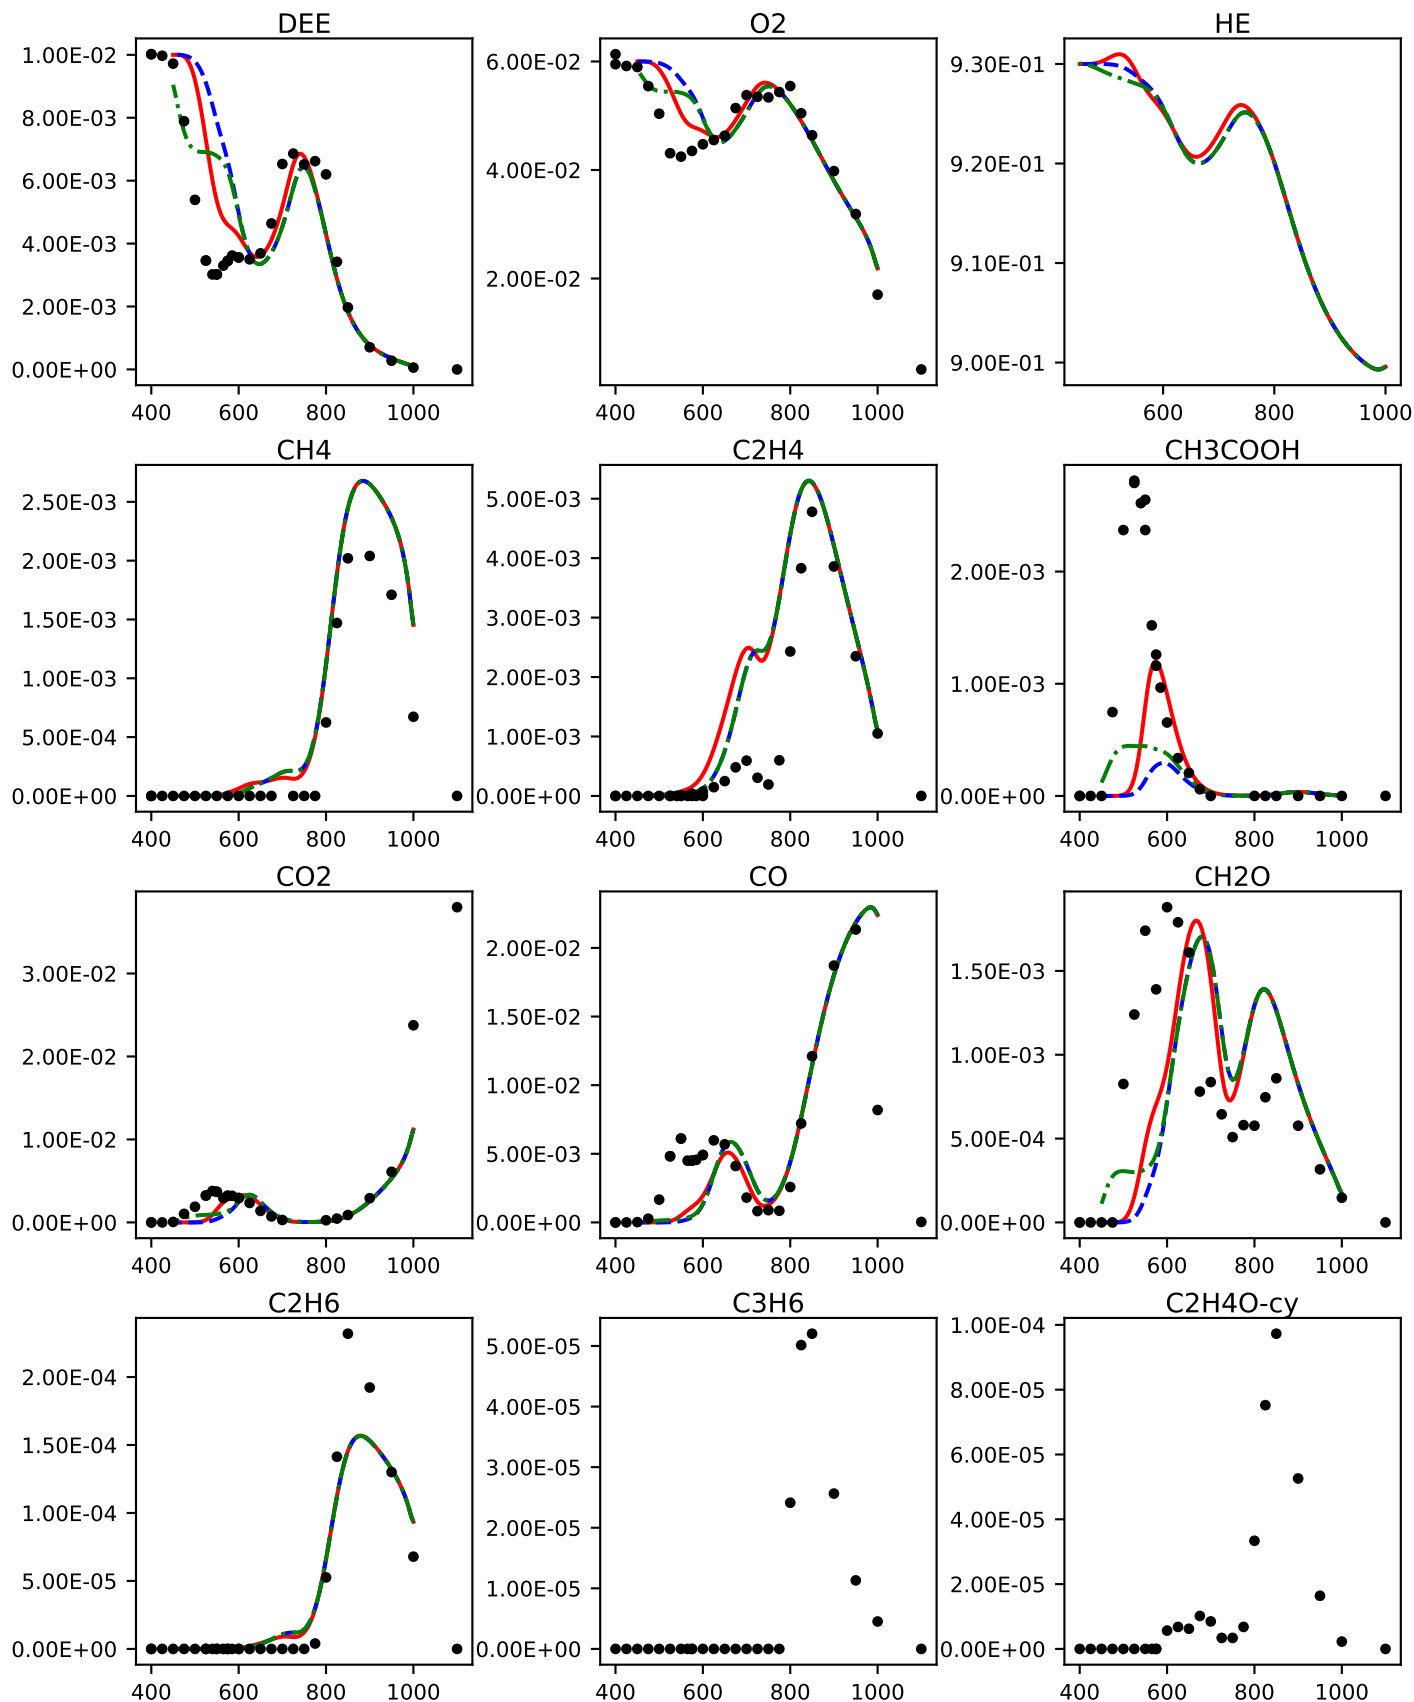 DEE O2 HE
1.00E-02 8.00E-03 6.00E-03 4.00E-03 2.00E-03 0.00E+00
400 600 800 1000
6.00E-02 4.00E-02 2.00E-02
400 600 800 1000
9.30E-01 9.20E-01 9.10E-01 9.00E-01
600 800 1000
CH4 C2H4 CH3COOH
2.50E-03 2.00E-03 1.50E-03 1.00E-03 5.00E-04 0.00E+00
400 600 800 1000
5.00E-03 4.00E-03 3.00E-03 2.00E-03 1.00E-03 0.00E+00
400 600 800 1000
2.00E-03 1.00E-03 0.00E+00
400 600 800 1000
CO2 CO CH2O
3.00E-02 2.00E-02 1.00E-02 0.00E+00
400 600 800 1000
2.00E-02 1.50E-02 1.00E-02 5.00E-03 0.00E+00
400 600 800 1000
1.50E-03 1.00E-03 5.00E-04 0.00E+00
400 600 800 1000
C2H6 C3H6 C2H4O-cy
2.00E-04 1.50E-04 1.00E-04 5.00E-05 0.00E+00
400 600 800 1000
5.00E-05 4.00E-05 3.00E-05 2.00E-05 1.00E-05 0.00E+00
400 600 800 1000
1.00E-04 8.00E-05 6.00E-05 4.00E-05 2.00E-05 0.00E+00
400 600 800 1000